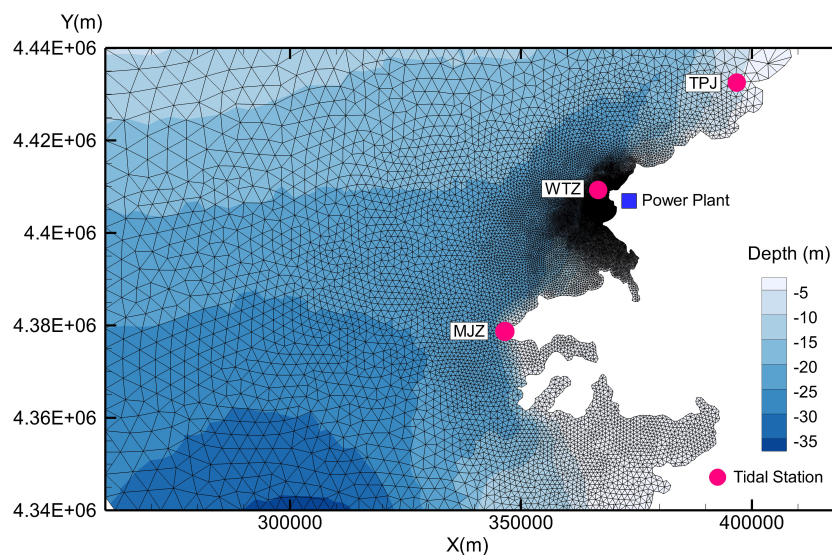 Y(m)
4.44E+06
4.42E+06
4.4E+06
4.38E+06
4.36E+06
4.34E+06
TPJ
WTZ
Power Plant
MJZ
Depth (m)
-5
-10
-15
-20
-25
-30
-35
Tidal Station
300000
350000
400000
X(m)